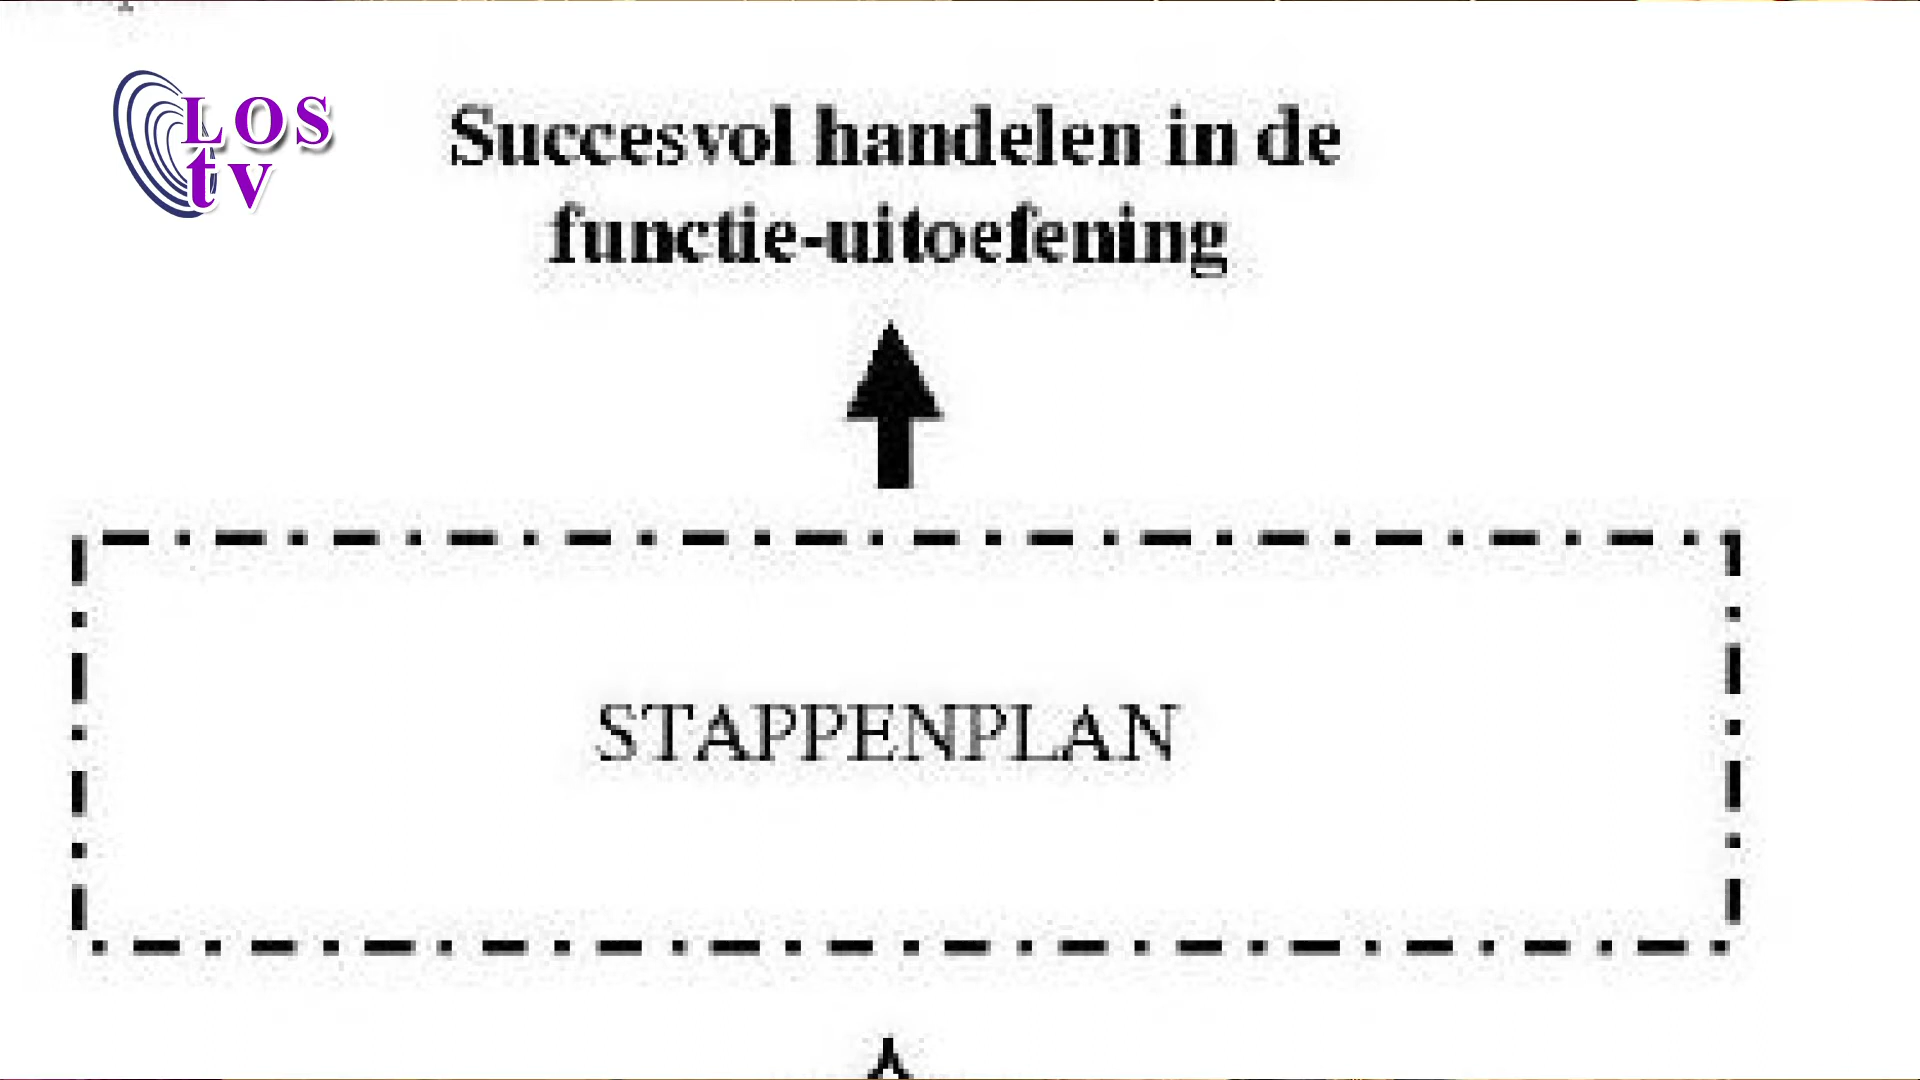 LOS
tv
Succesvol handelen in de
functie-uitoefening
STAPPENPLAN